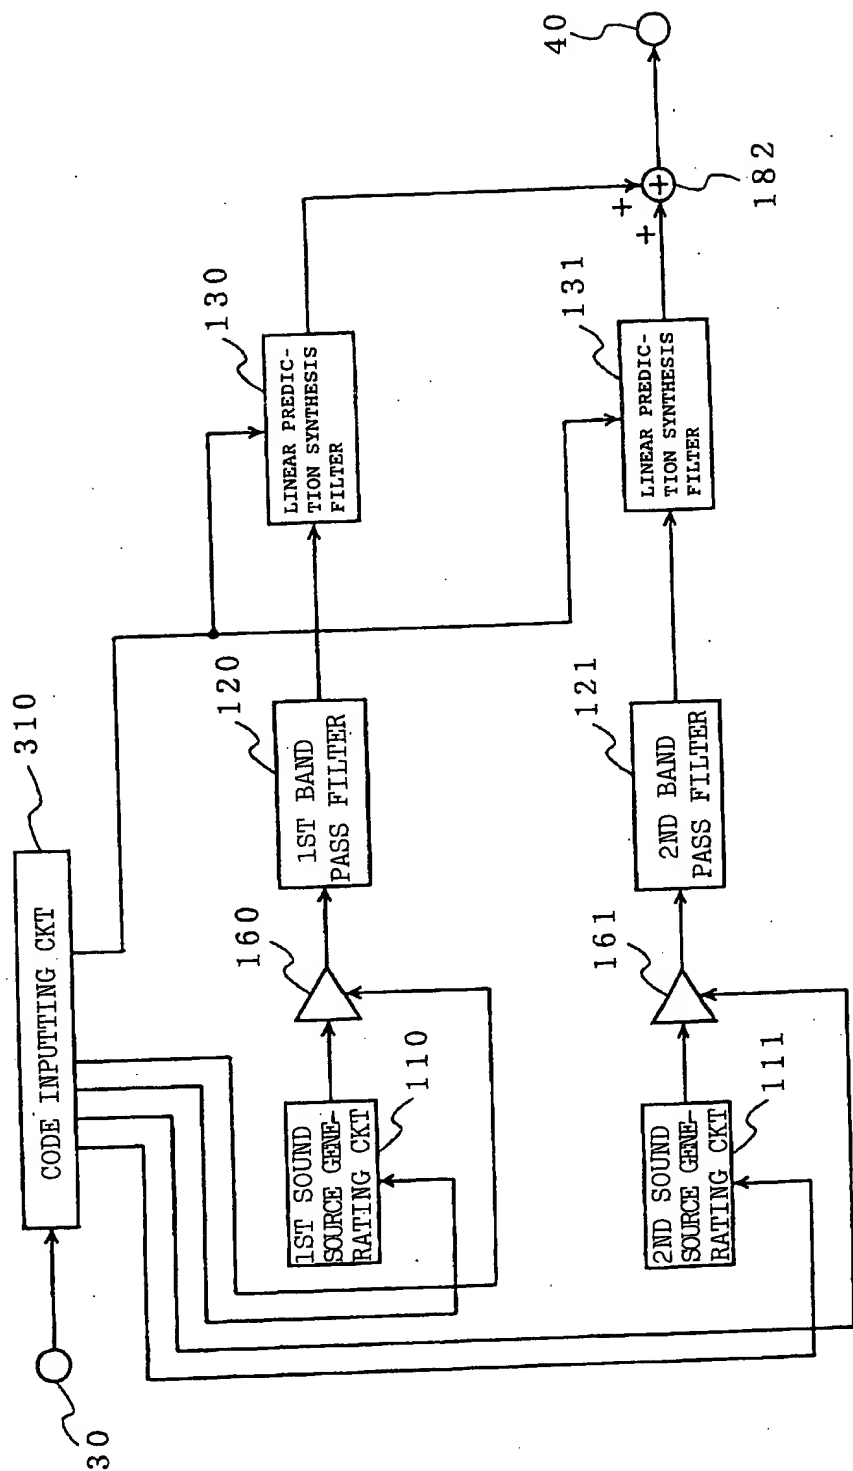 30
CODE INPUTTING CKT
310
1ST SOUND
SOURCE GENE-
RATING CKT
110
160
1ST BAND
PASS FILTER
120
LINEAR PREDIC-
TION SYNTHESIS
FILTER
130
2ND SOUND
SOURCE GENE-
RATING CKT
111
161
2ND BAND
PASS FILTER
121
LINEAR PREDIC-
TION SYNTHESIS
FILTER
131
+
+
+
182
40